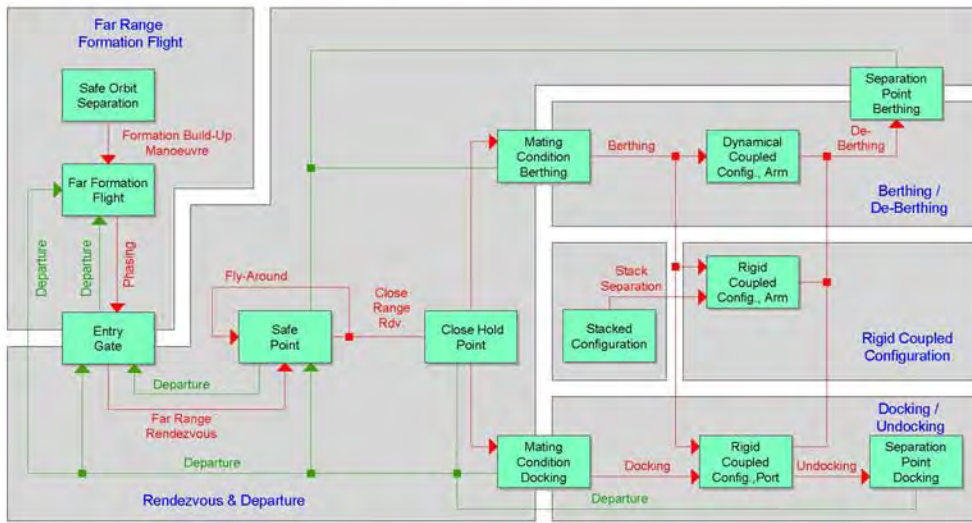 Far Range
Formation Flight
Safe Orbit
Separation
Formation Build-Up
Manoeuvre
Far Formation
Flight
Departure
Departure
Phasing
Entry
Gate
Fly-Around
Safe
Point
Departure
Far Range
Rendezvous
Close
Range
Rdv.
Close Hold
Point
Departure
Rendezvous & Departure
Mating
Condition
Berthing
Berthing
Dynamical
Coupled
Config., Arm
De-
Berthing
Separation
Point
Berthing
Berthing /
De-Berthing
Stack
Separation
Stacked
Configuration
Rigid
Coupled
Config., Arm
Rigid Coupled
Configuration
Docking /
Undocking
Mating
Condition
Docking
Docking
Rigid
Coupled
Config.,Port
Undocking
Separation
Point
Docking
Departure